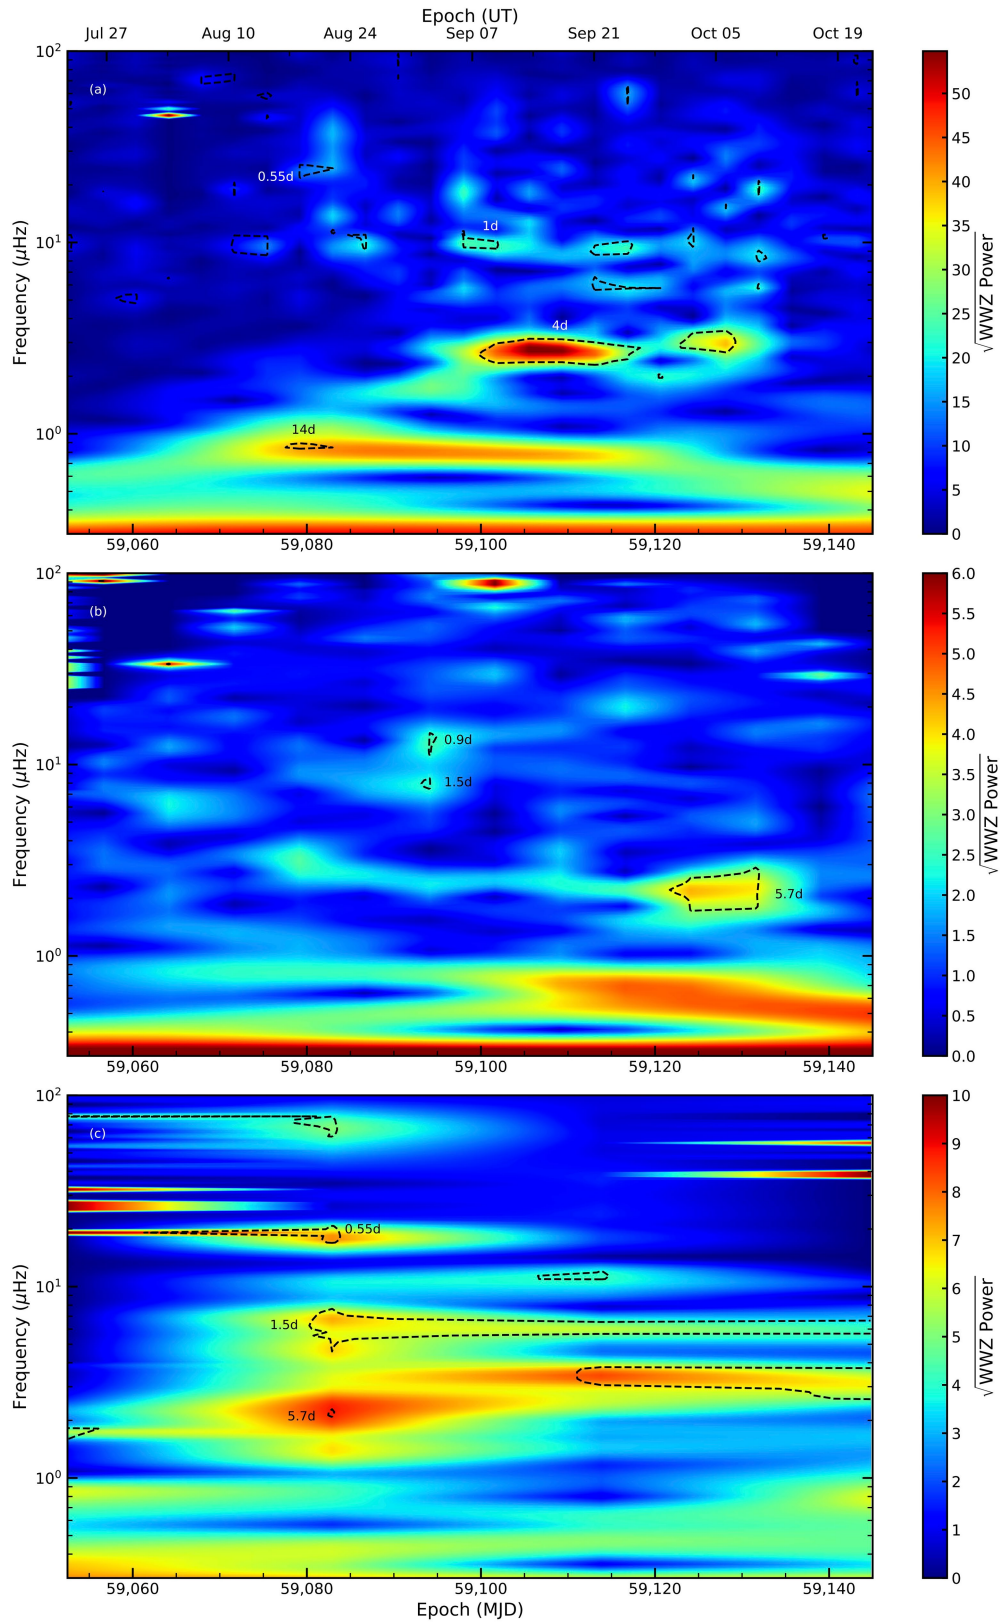 Epoch (UT)
Jul 27 Aug 10 Aug 24 Sep 07 Sep 21 Oct 05 Oct 19
10² 10¹ 10⁰
Frequency (μHz)
(a)
0.55d
1d
4d
14d
59,060 59,080 59,100 59,120 59,140
50 45 40 35 30 25 20 15 10 5 0
√WWZ Power
10² 10¹ 10⁰
Frequency (μHz)
(b)
0.9d
1.5d
5.7d
59,060 59,080 59,100 59,120 59,140
6.0 5.5 5.0 4.5 4.0 3.5 3.0 2.5 2.0 1.5 1.0 0.5 0.0
√WWZ Power
10² 10¹ 10⁰
Frequency (μHz)
(c)
0.55d
1.5d
5.7d
59,060 59,080 59,100 59,120 59,140
Epoch (MJD)
10 9 8 7 6 5 4 3 2 1 0
√WWZ Power